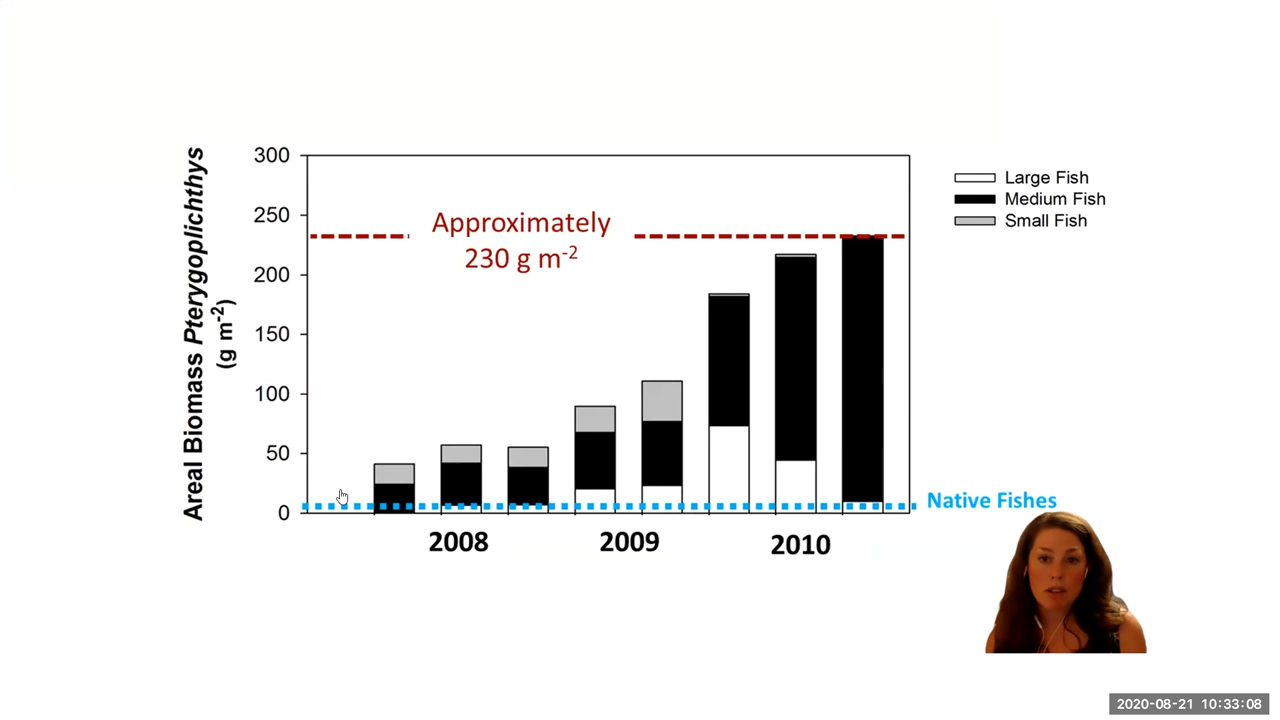 Areal Biomass Pterygoplichthys
(g m-2)
300
250
200
150
100
50
0
Approximately
230 g m-2
Large Fish
Medium Fish
Small Fish
Native Fishes
2008
2009
2010
2020-08-21 10:33:08